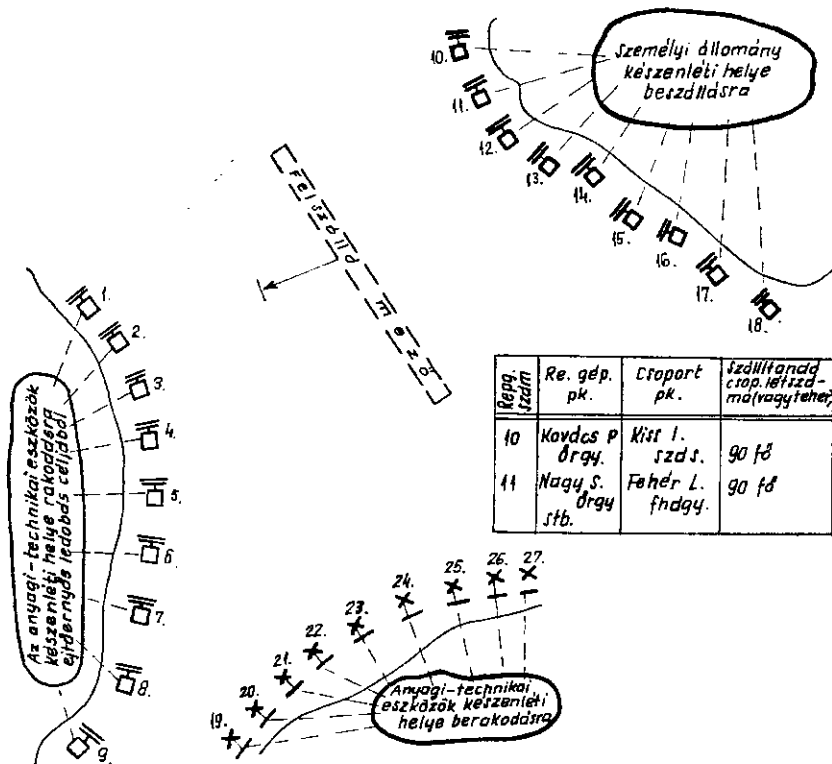 Személyi állomány
készenléti helye
beszállásra
10.
11.
12.
13.
14.
15.
16.
17.
18.
Felszálló mező
1.
2.
3.
4.
5.
6.
7.
8.
9.
Az anyagi-technikai eszközök
készenléti helye rakodásra
ejtőernyős ledobás céljából
Repg. szám
Re. gép. pk.
Csoport pk.
Szállítandó csop. létszáma (vagy teher)
10 Kovács P őrgy. Kiss I. szds. 90 fő
11 Nagy S. őrgy Fehér L. fhdgy. 90 fő
stb.
19.
20.
21.
22.
23.
24.
25.
26.
27.
Anyagi-technikai
eszközök készenléti
helye berakodásra